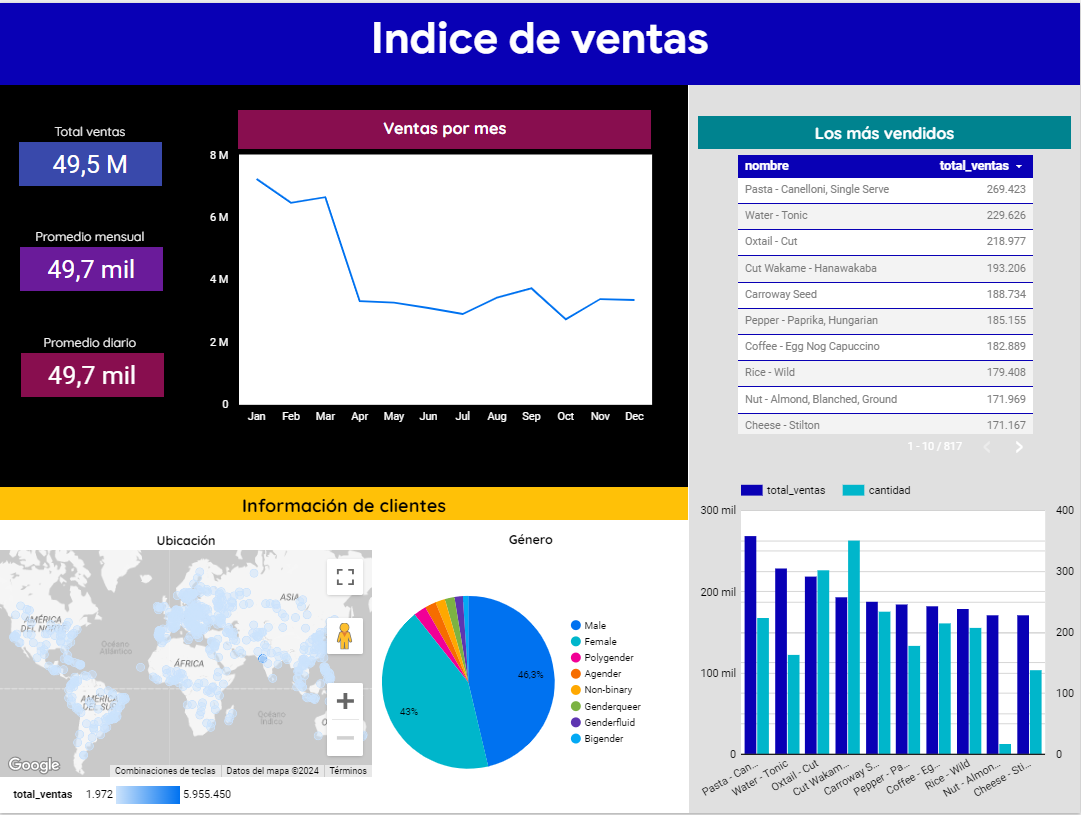 Indice de ventas
Total ventas
49,5 M
Promedio mensual
49,7 mil
Promedio diario
49,7 mil
Ventas por mes
8 M
6 M
4 M
2 M
0
Jan Feb Mar Apr May Jun Jul Aug Sep Oct Nov Dec
Los más vendidos
nombre total_ventas
Pasta - Canelloni, Single Serve 269.423
Water - Tonic 229.626
Oxtail - Cut 218.977
Cut Wakame - Hanawakaba 193.206
Carroway Seed 188.734
Pepper - Paprika, Hungarian 185.155
Coffee - Egg Nog Capuccino 182.889
Rice - Wild 179.408
Nut - Almond, Blanched, Ground 171.969
Cheese - Stilton 171.167
1 - 10 / 817
Información de clientes
Ubicación
ASIA
AMÉRICA
DEL NORTE
Océano
Atlántico
ÁFRICA
AMÉRICA
DEL SUR
Océano
Índico
Google
Combinaciones de teclas Datos del mapa ©2024 Términos
total_ventas 1.972 5.955.450
Género
46,3%
43%
Male
Female
Polygender
Agender
Non-binary
Genderqueer
Genderfluid
Bigender
total_ventas cantidad
300 mil 400
300
200 mil
200
100 mil
100
0 0
Pasta - Can... Water - Tonic Oxtail - Cut Cut Wakam... Carroway S... Pepper - Pa... Coffee - Eg... Rice - Wild Nut - Almon... Cheese - Sti...